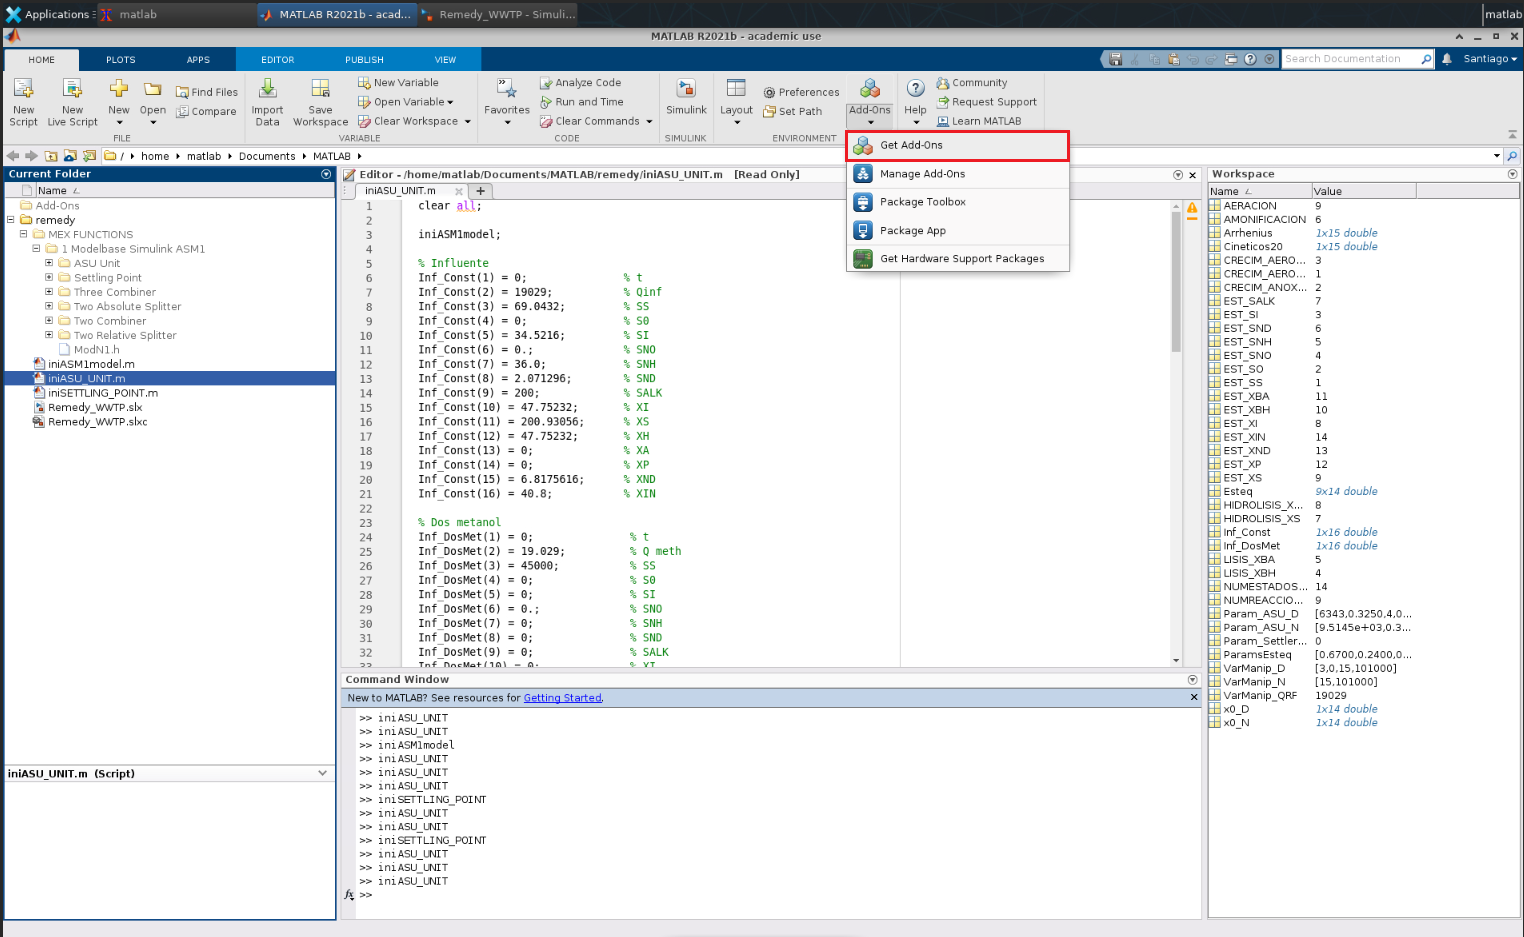 Applications
matlab
MATLAB R2021b - acad...
Remedy_WWTP - Simuli...
matlab
MATLAB R2021b - academic use
HOME
PLOTS
APPS
EDITOR
PUBLISH
VIEW
Search Documentation
Santiago
New Script
New Live Script
New
Open
Find Files
Compare
FILE
Import Data
Save Workspace
New Variable
Open Variable
Clear Workspace
VARIABLE
Favorites
Analyze Code
Run and Time
Clear Commands
CODE
Simulink
SIMULINK
Layout
Preferences
Set Path
ENVIRONMENT
Add-Ons
Help
Community
Request Support
Learn MATLAB
Get Add-Ons
Manage Add-Ons
Package Toolbox
Package App
Get Hardware Support Packages
/ home matlab Documents MATLAB
Current Folder
Name
Add-Ons
remedy
MEX FUNCTIONS
1 Modelbase Simulink ASM1
ASU Unit
Settling Point
Three Combiner
Two Absolute Splitter
Two Combiner
Two Relative Splitter
ModN1.h
iniASM1model.m
iniASU_UNIT.m
iniSETTLING_POINT.m
Remedy_WWTP.slx
Remedy_WWTP.slxc
iniASU_UNIT.m (Script)
Editor - /home/matlab/Documents/MATLAB/remedy/iniASU_UNIT.m [Read Only]
iniASU_UNIT.m
1 clear all;
2
3 iniASM1model;
4
5 % Influente
6 Inf_Const(1) = 0; % t
7 Inf_Const(2) = 19029; % Qinf
8 Inf_Const(3) = 69.0432; % SS
9 Inf_Const(4) = 0; % S0
10 Inf_Const(5) = 34.5216; % SI
11 Inf_Const(6) = 0.; % SNO
12 Inf_Const(7) = 36.0; % SNH
13 Inf_Const(8) = 2.071296; % SND
14 Inf_Const(9) = 200; % SALK
15 Inf_Const(10) = 47.75232; % XI
16 Inf_Const(11) = 200.93056; % XS
17 Inf_Const(12) = 47.75232; % XH
18 Inf_Const(13) = 0; % XA
19 Inf_Const(14) = 0; % XP
20 Inf_Const(15) = 6.8175616; % XND
21 Inf_Const(16) = 40.8; % XIN
22
23 % Dos metanol
24 Inf_DosMet(1) = 0; % t
25 Inf_DosMet(2) = 19.029; % Q meth
26 Inf_DosMet(3) = 45000; % SS
27 Inf_DosMet(4) = 0; % S0
28 Inf_DosMet(5) = 0; % SI
29 Inf_DosMet(6) = 0.; % SNO
30 Inf_DosMet(7) = 0; % SNH
31 Inf_DosMet(8) = 0; % SND
32 Inf_DosMet(9) = 0; % SALK
33 Inf_DosMet(10) = 0; % XI
Command Window
New to MATLAB? See resources for Getting Started.
>> iniASU_UNIT
>> iniASU_UNIT
>> iniASM1model
>> iniASU_UNIT
>> iniASU_UNIT
>> iniASU_UNIT
>> iniSETTLING_POINT
>> iniASU_UNIT
>> iniASU_UNIT
>> iniSETTLING_POINT
>> iniASU_UNIT
>> iniASU_UNIT
>> iniASU_UNIT
fx >>
Workspace
Name Value
AERACION 9
AMONIFICACION 6
Arrhenius 1x15 double
Cineticos20 1x15 double
CRECIM_AERO... 3
CRECIM_AERO... 1
CRECIM_ANOX... 2
EST_SALK 7
EST_SI 3
EST_SND 6
EST_SNH 5
EST_SNO 4
EST_SO 2
EST_SS 1
EST_XBA 11
EST_XBH 10
EST_XI 8
EST_XIN 14
EST_XND 13
EST_XP 12
EST_XS 9
Esteq 9x14 double
HIDROLISIS_X... 8
HIDROLISIS_XS 7
Inf_Const 1x16 double
Inf_DosMet 1x16 double
LISIS_XBA 5
LISIS_XBH 4
NUMESTADOS... 14
NUMREACCIO... 9
Param_ASU_D [6343,0.3250,4,0...
Param_ASU_N [9.5145e+03,0.3...
Param_Settler... 0
ParamsEsteq [0.6700,0.2400,0...
VarManip_D [3,0,15,101000]
VarManip_N [15,101000]
VarManip_QRF 19029
x0_D 1x14 double
x0_N 1x14 double